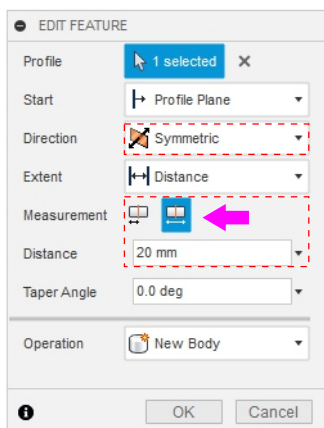 EDIT FEATURE
Profile 1 selected
Start Profile Plane
Direction Symmetric
Extent Distance
Measurement
Distance 20 mm
Taper Angle 0.0 deg
Operation New Body
OK Cancel